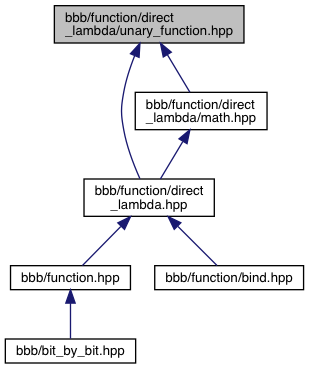 bbb/function/direct
_lambda/unary_function.hpp
bbb/function/direct
_lambda/math.hpp
bbb/function/direct
_lambda.hpp
bbb/function.hpp
bbb/function/bind.hpp
bbb/bit_by_bit.hpp